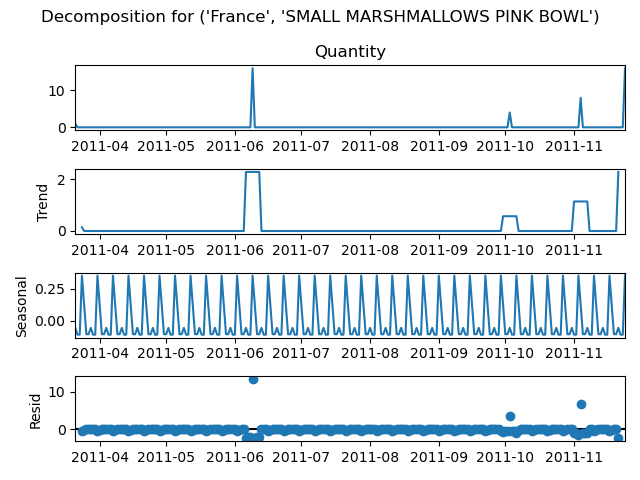 Decomposition for ('France', 'SMALL MARSHMALLOWS PINK BOWL')
Quantity
10
0
2011-04 2011-05 2011-06 2011-07 2011-08 2011-09 2011-10 2011-11
Trend
2
0
2011-04 2011-05 2011-06 2011-07 2011-08 2011-09 2011-10 2011-11
Seasonal
0.25
0.00
2011-04 2011-05 2011-06 2011-07 2011-08 2011-09 2011-10 2011-11
Resid
10
0
2011-04 2011-05 2011-06 2011-07 2011-08 2011-09 2011-10 2011-11